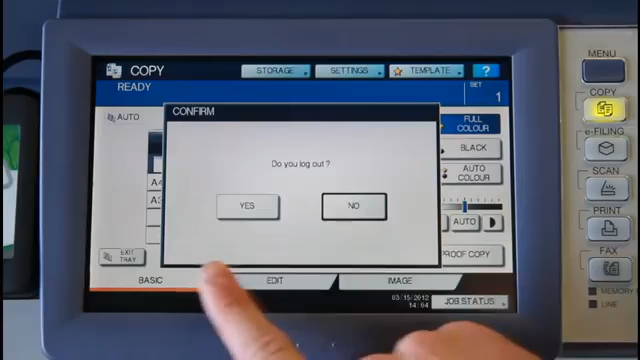 COPY
STORAGE
SETTINGS
TEMPLATE
?
READY
SET
1
AUTO
CONFIRM
Do you log out ?
YES
NO
FULL
COLOUR
BLACK
AUTO
COLOUR
A4
A3
AUTO
EXIT
TRAY
PROOF COPY
BASIC
EDIT
IMAGE
03/15/2012
14:04
JOB STATUS
MENU
COPY
e-FILING
SCAN
PRINT
FAX
MEMORY
LINE